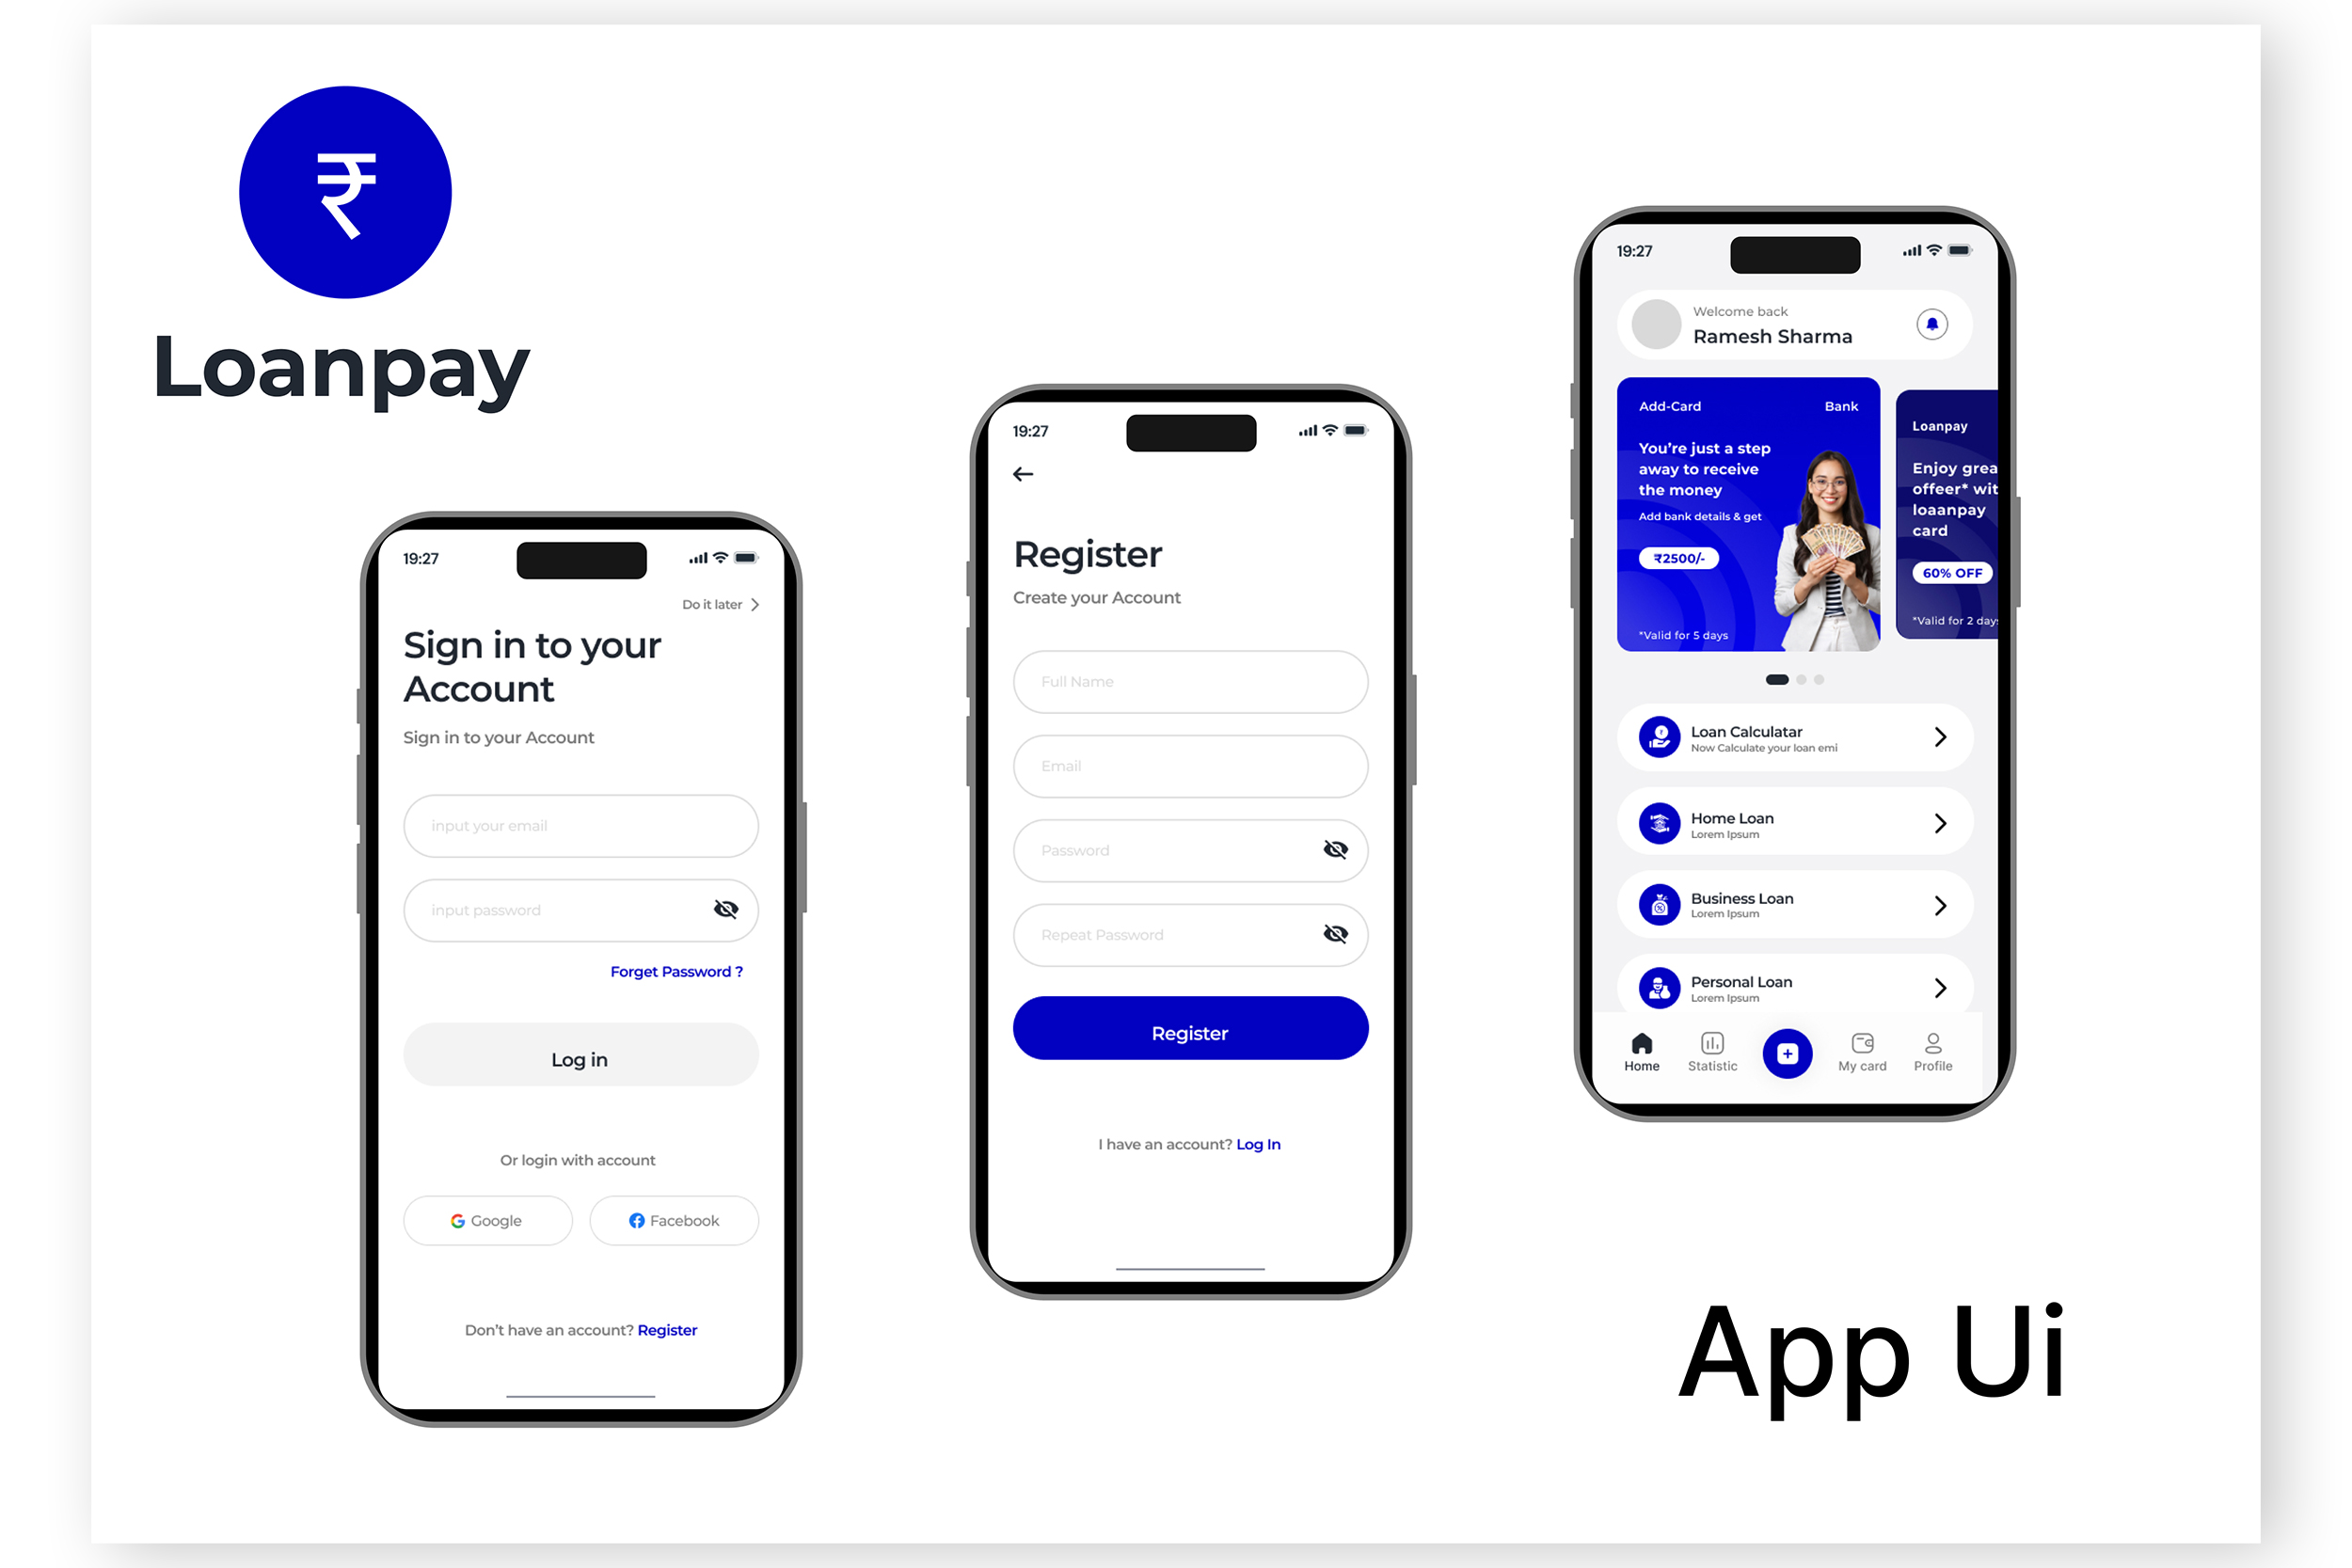 ₹
Loanpay
19:27
Do it later
Sign in to your
Account
Sign in to your Account
input your email
input password
Forget Password ?
Log in
Or login with account
Google
Facebook
Don't have an account? Register
19:27
Register
Create your Account
Full Name
Email
Password
Repeat Password
Register
I have an account? Log In
19:27
Welcome back
Ramesh Sharma
Add-Card
Bank
You're just a step
away to receive
the money
Add bank details & get
₹2500/-
*Valid for 5 days
Loanpay
Enjoy grea
offeer* wit
loaanpay
card
60% OFF
*Valid for 2 days
Loan Calculatar
Now Calculate your loan emi
Home Loan
Lorem Ipsum
Business Loan
Lorem Ipsum
Personal Loan
Lorem Ipsum
Home
Statistic
My card
Profile
App Ui